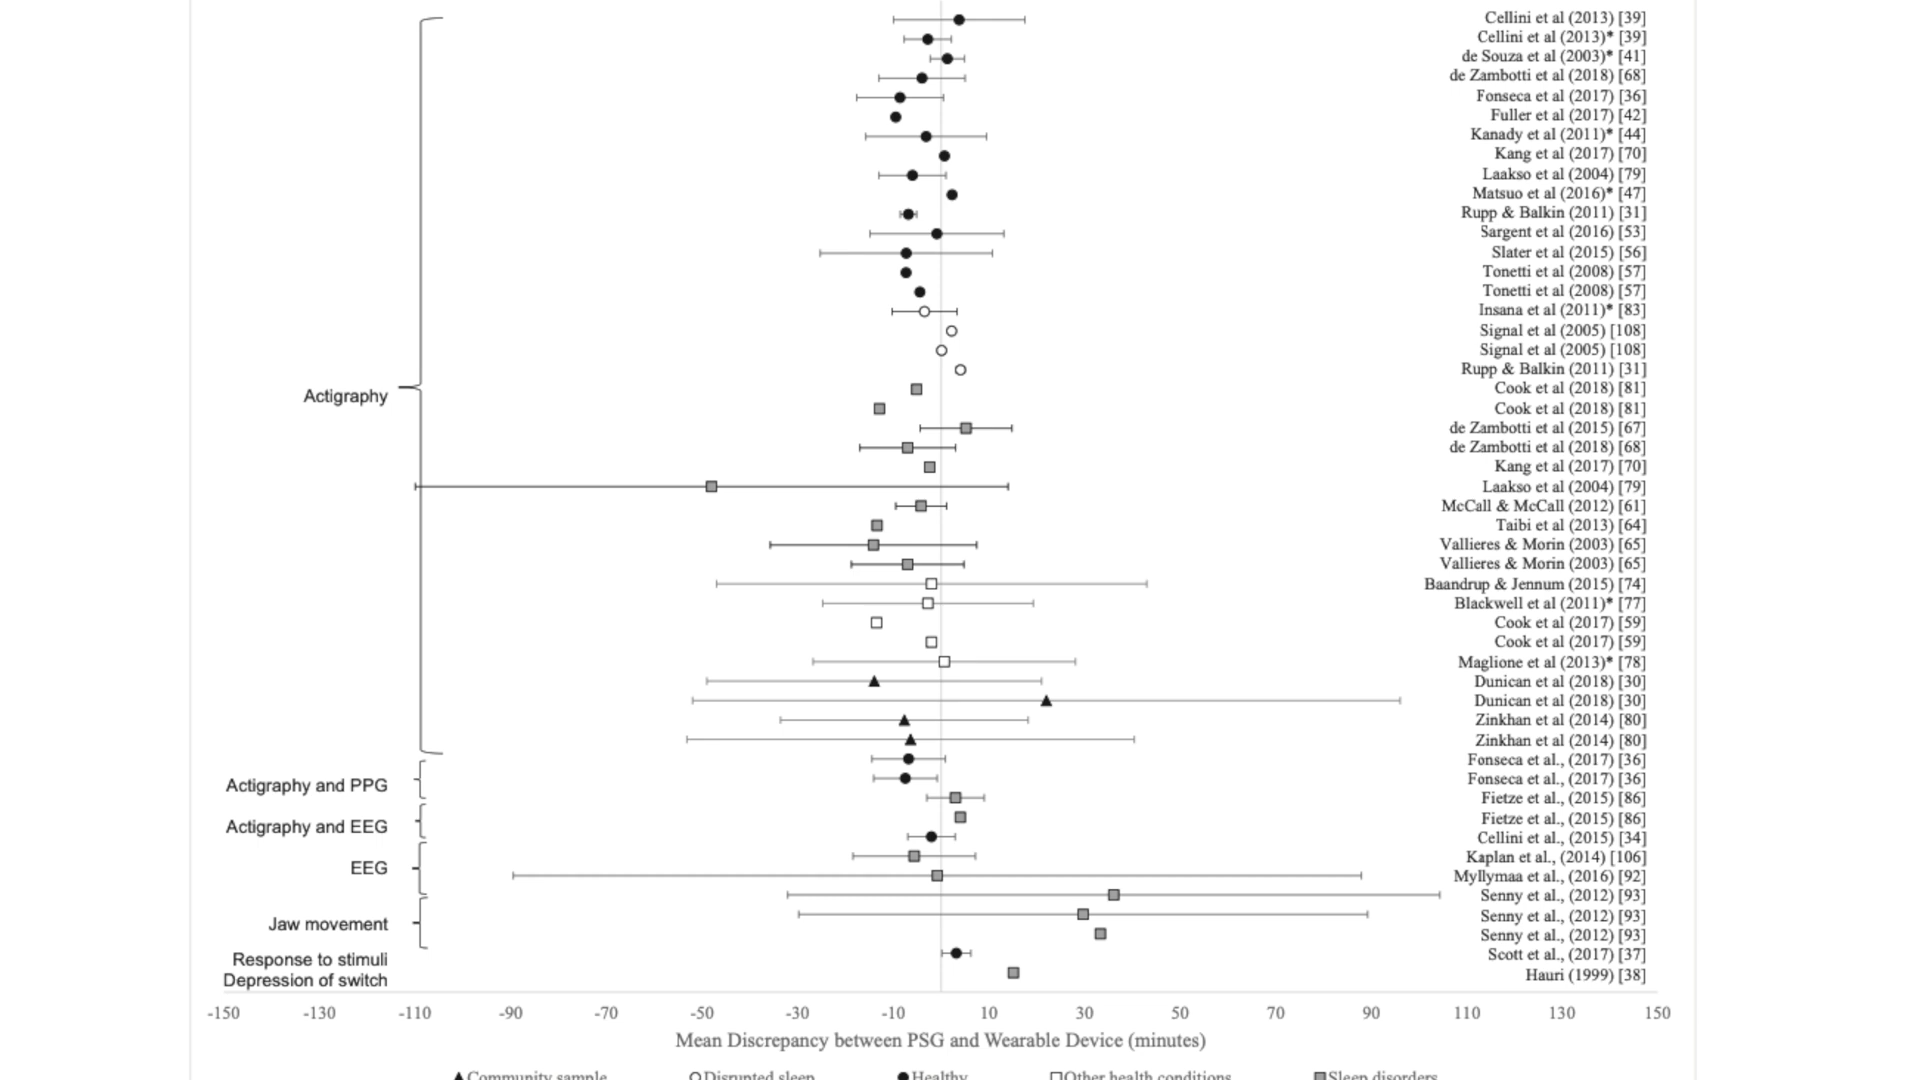 Cellini et al (2013) [39]
Cellini et al (2013)* [39]
de Souza et al (2003)* [41]
de Zambotti et al (2018) [68]
Fonseca et al (2017) [36]
Fuller et al (2017) [42]
Kanady et al (2011)* [44]
Kang et al (2017) [70]
Laakso et al (2004) [79]
Matsuo et al (2016)* [47]
Rupp & Balkin (2011) [31]
Sargent et al (2016) [53]
Slater et al (2015) [56]
Tonetti et al (2008) [57]
Tonetti et al (2008) [57]
Insana et al (2011)* [83]
Signal et al (2005) [108]
Signal et al (2005) [108]
Rupp & Balkin (2011) [31]
Cook et al (2018) [81]
Actigraphy
Cook et al (2018) [81]
de Zambotti et al (2015) [67]
de Zambotti et al (2018) [68]
Kang et al (2017) [70]
Laakso et al (2004) [79]
McCall & McCall (2012) [61]
Taibi et al (2013) [64]
Vallieres & Morin (2003) [65]
Vallieres & Morin (2003) [65]
Baandrup & Jennum (2015) [74]
Blackwell et al (2011)* [77]
Cook et al (2017) [59]
Cook et al (2017) [59]
Maglione et al (2013)* [78]
Dunican et al (2018) [30]
Dunican et al (2018) [30]
Zinkhan et al (2014) [80]
Zinkhan et al (2014) [80]
Fonseca et al., (2017) [36]
Actigraphy and PPG
Fonseca et al., (2017) [36]
Fietze et al., (2015) [86]
Fietze et al., (2015) [86]
Actigraphy and EEG
Cellini et al., (2015) [34]
Kaplan et al., (2014) [106]
EEG
Myllymaa et al., (2016) [92]
Senny et al., (2012) [93]
Senny et al., (2012) [93]
Jaw movement
Senny et al., (2012) [93]
Response to stimuli
Scott et al., (2017) [37]
Depression of switch
Hauri (1999) [38]
-150 -130 -110 -90 -70 -50 -30 -10 10 30 50 70 90 110 130 150
Mean Discrepancy between PSG and Wearable Device (minutes)
Community sample Disrupted sleep Healthy Other health conditions Sleep disorders